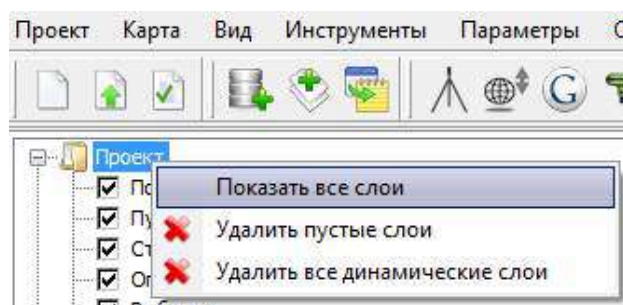 Проект Карта Вид Инструменты Параметры
G
Проект
Показать все слои
Удалить пустые слои
Удалить все динамические слои